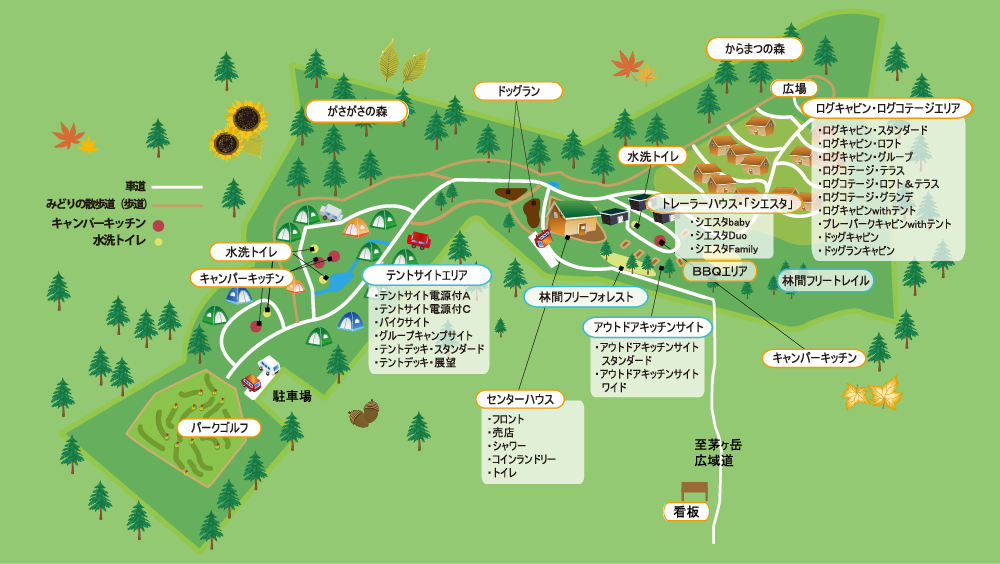 からまつの森
広場
ログキャビン・ログコテージエリア
・ログキャビン・スタンダード
・ログキャビン・ロフト
・ログキャビン・グループ
・ログコテージ・テラス
・ログコテージ・ロフト＆テラス
・ログコテージ・グランデ
・ログキャビンwithテント
・プレーパークキャビンwithテント
・ドッグキャビン
・ドッグランキャビン
ドッグラン
がさがさの森
水洗トイレ
トレーラーハウス・「シエスタ」
・シエスタbaby
・シエスタDuo
・シエスタFamily
BBQエリア
林間フリートレイル
車道
みどりの散歩道（歩道）
キャンパーキッチン
水洗トイレ
水洗トイレ
キャンパーキッチン
テントサイトエリア
・テントサイト電源付A
・テントサイト電源付C
・バイクサイト
・グループキャンプサイト
・テントデッキ・スタンダード
・テントデッキ・展望
林間フリーフォレスト
アウトドアキッチンサイト
・アウトドアキッチンサイト
スタンダード
・アウトドアキッチンサイト
ワイド
キャンパーキッチン
センターハウス
・フロント
・売店
・シャワー
・コインランドリー
・トイレ
駐車場
パークゴルフ
至茅ヶ岳
広域道
看板